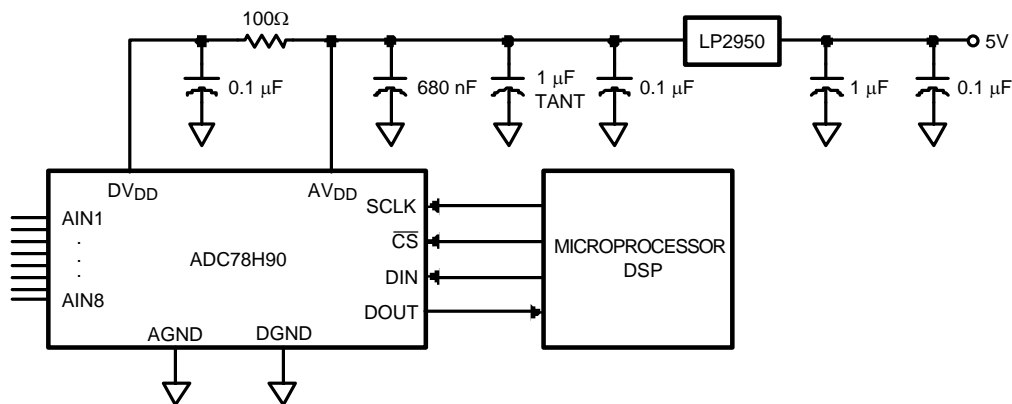 100Ω
LP2950
5V
0.1 µF
680 nF
1 µF
TANT
0.1 µF
1 µF
0.1 µF
DVDD
AVDD
SCLK
AIN1
.
.
.
.
AIN8
C̅S̅
ADC78H90
DIN
DOUT
AGND
DGND
MICROPROCESSOR
DSP